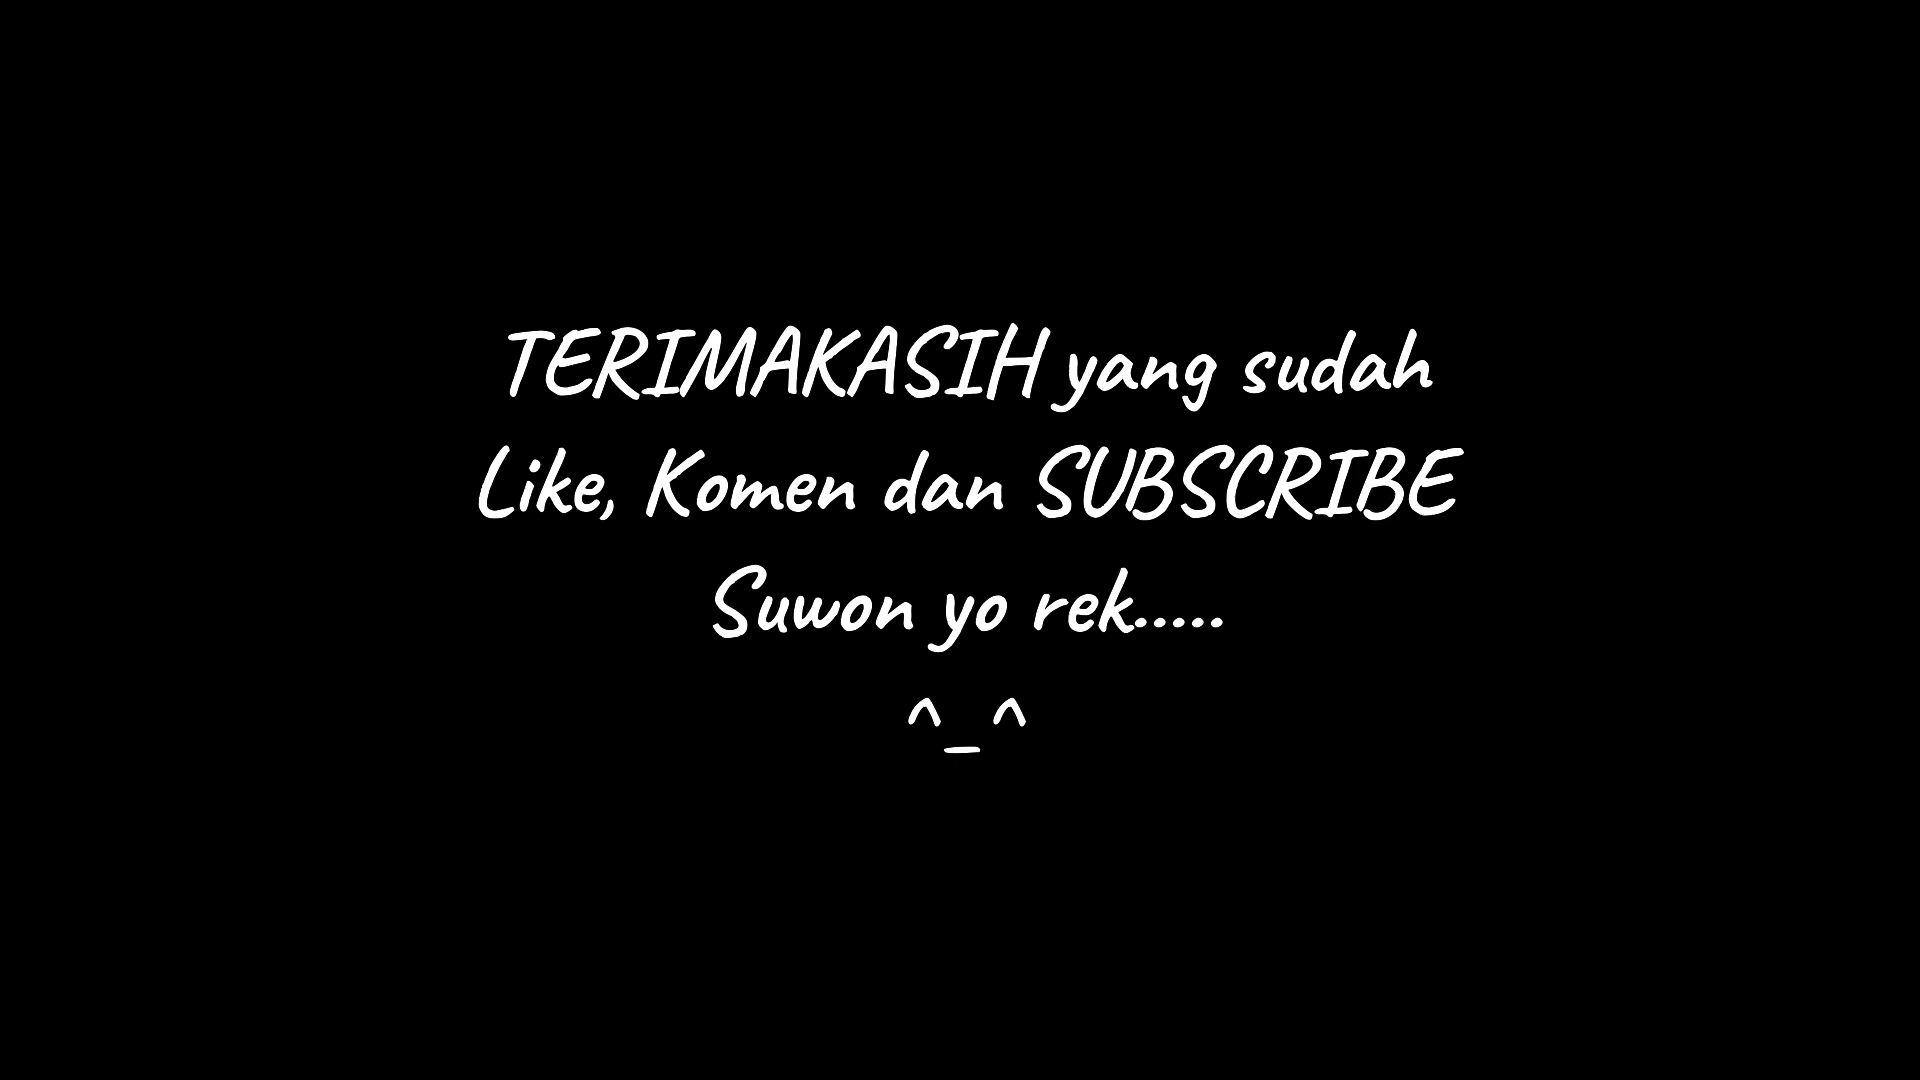 TERIMAKASIH yang sudah
Like, Komen dan SUBSCRIBE
Suwon yo rek.....
^_^